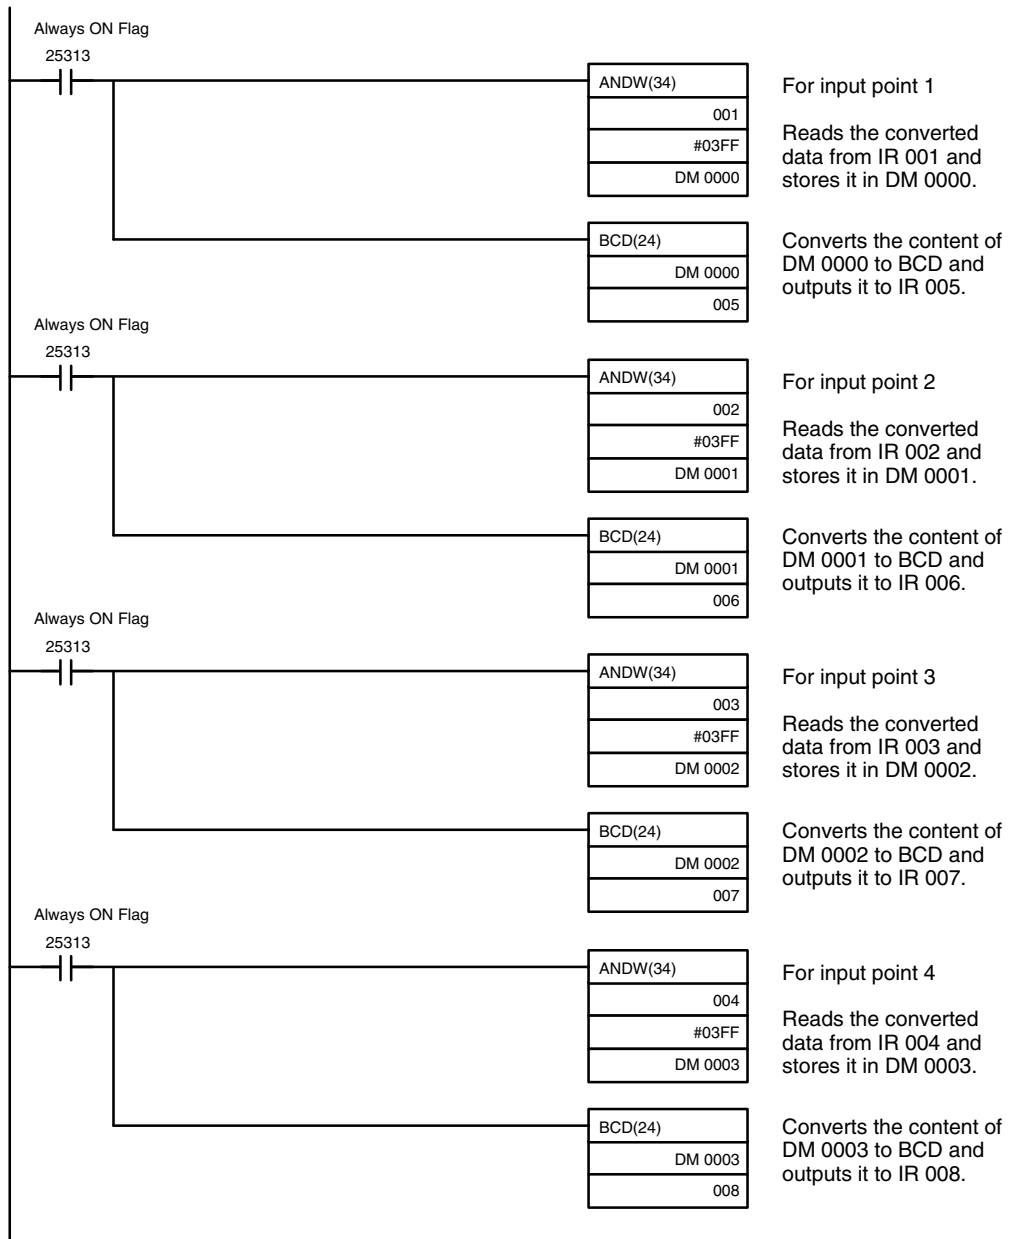 Always ON Flag
25313
ANDW(34)
001
#03FF
DM 0000
For input point 1
Reads the converted
data from IR 001 and
stores it in DM 0000.
BCD(24)
DM 0000
005
Converts the content of
DM 0000 to BCD and
outputs it to IR 005.
Always ON Flag
25313
ANDW(34)
002
#03FF
DM 0001
For input point 2
Reads the converted
data from IR 002 and
stores it in DM 0001.
BCD(24)
DM 0001
006
Converts the content of
DM 0001 to BCD and
outputs it to IR 006.
Always ON Flag
25313
ANDW(34)
003
#03FF
DM 0002
For input point 3
Reads the converted
data from IR 003 and
stores it in DM 0002.
BCD(24)
DM 0002
007
Converts the content of
DM 0002 to BCD and
outputs it to IR 007.
Always ON Flag
25313
ANDW(34)
004
#03FF
DM 0003
For input point 4
Reads the converted
data from IR 004 and
stores it in DM 0003.
BCD(24)
DM 0003
008
Converts the content of
DM 0003 to BCD and
outputs it to IR 008.